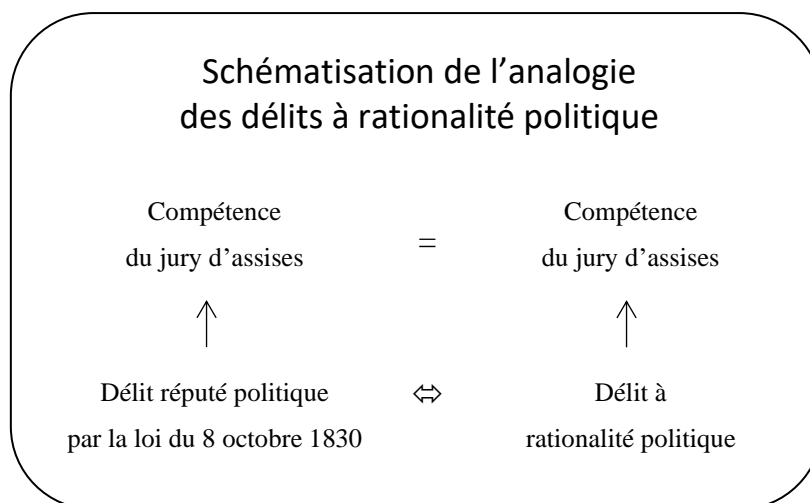 Schématisation de l’analogie
des délits à rationalité politique
Compétence
du jury d’assises
=
Compétence
du jury d’assises
Délit réputé politique
par la loi du 8 octobre 1830
⇔
Délit à
rationalité politique